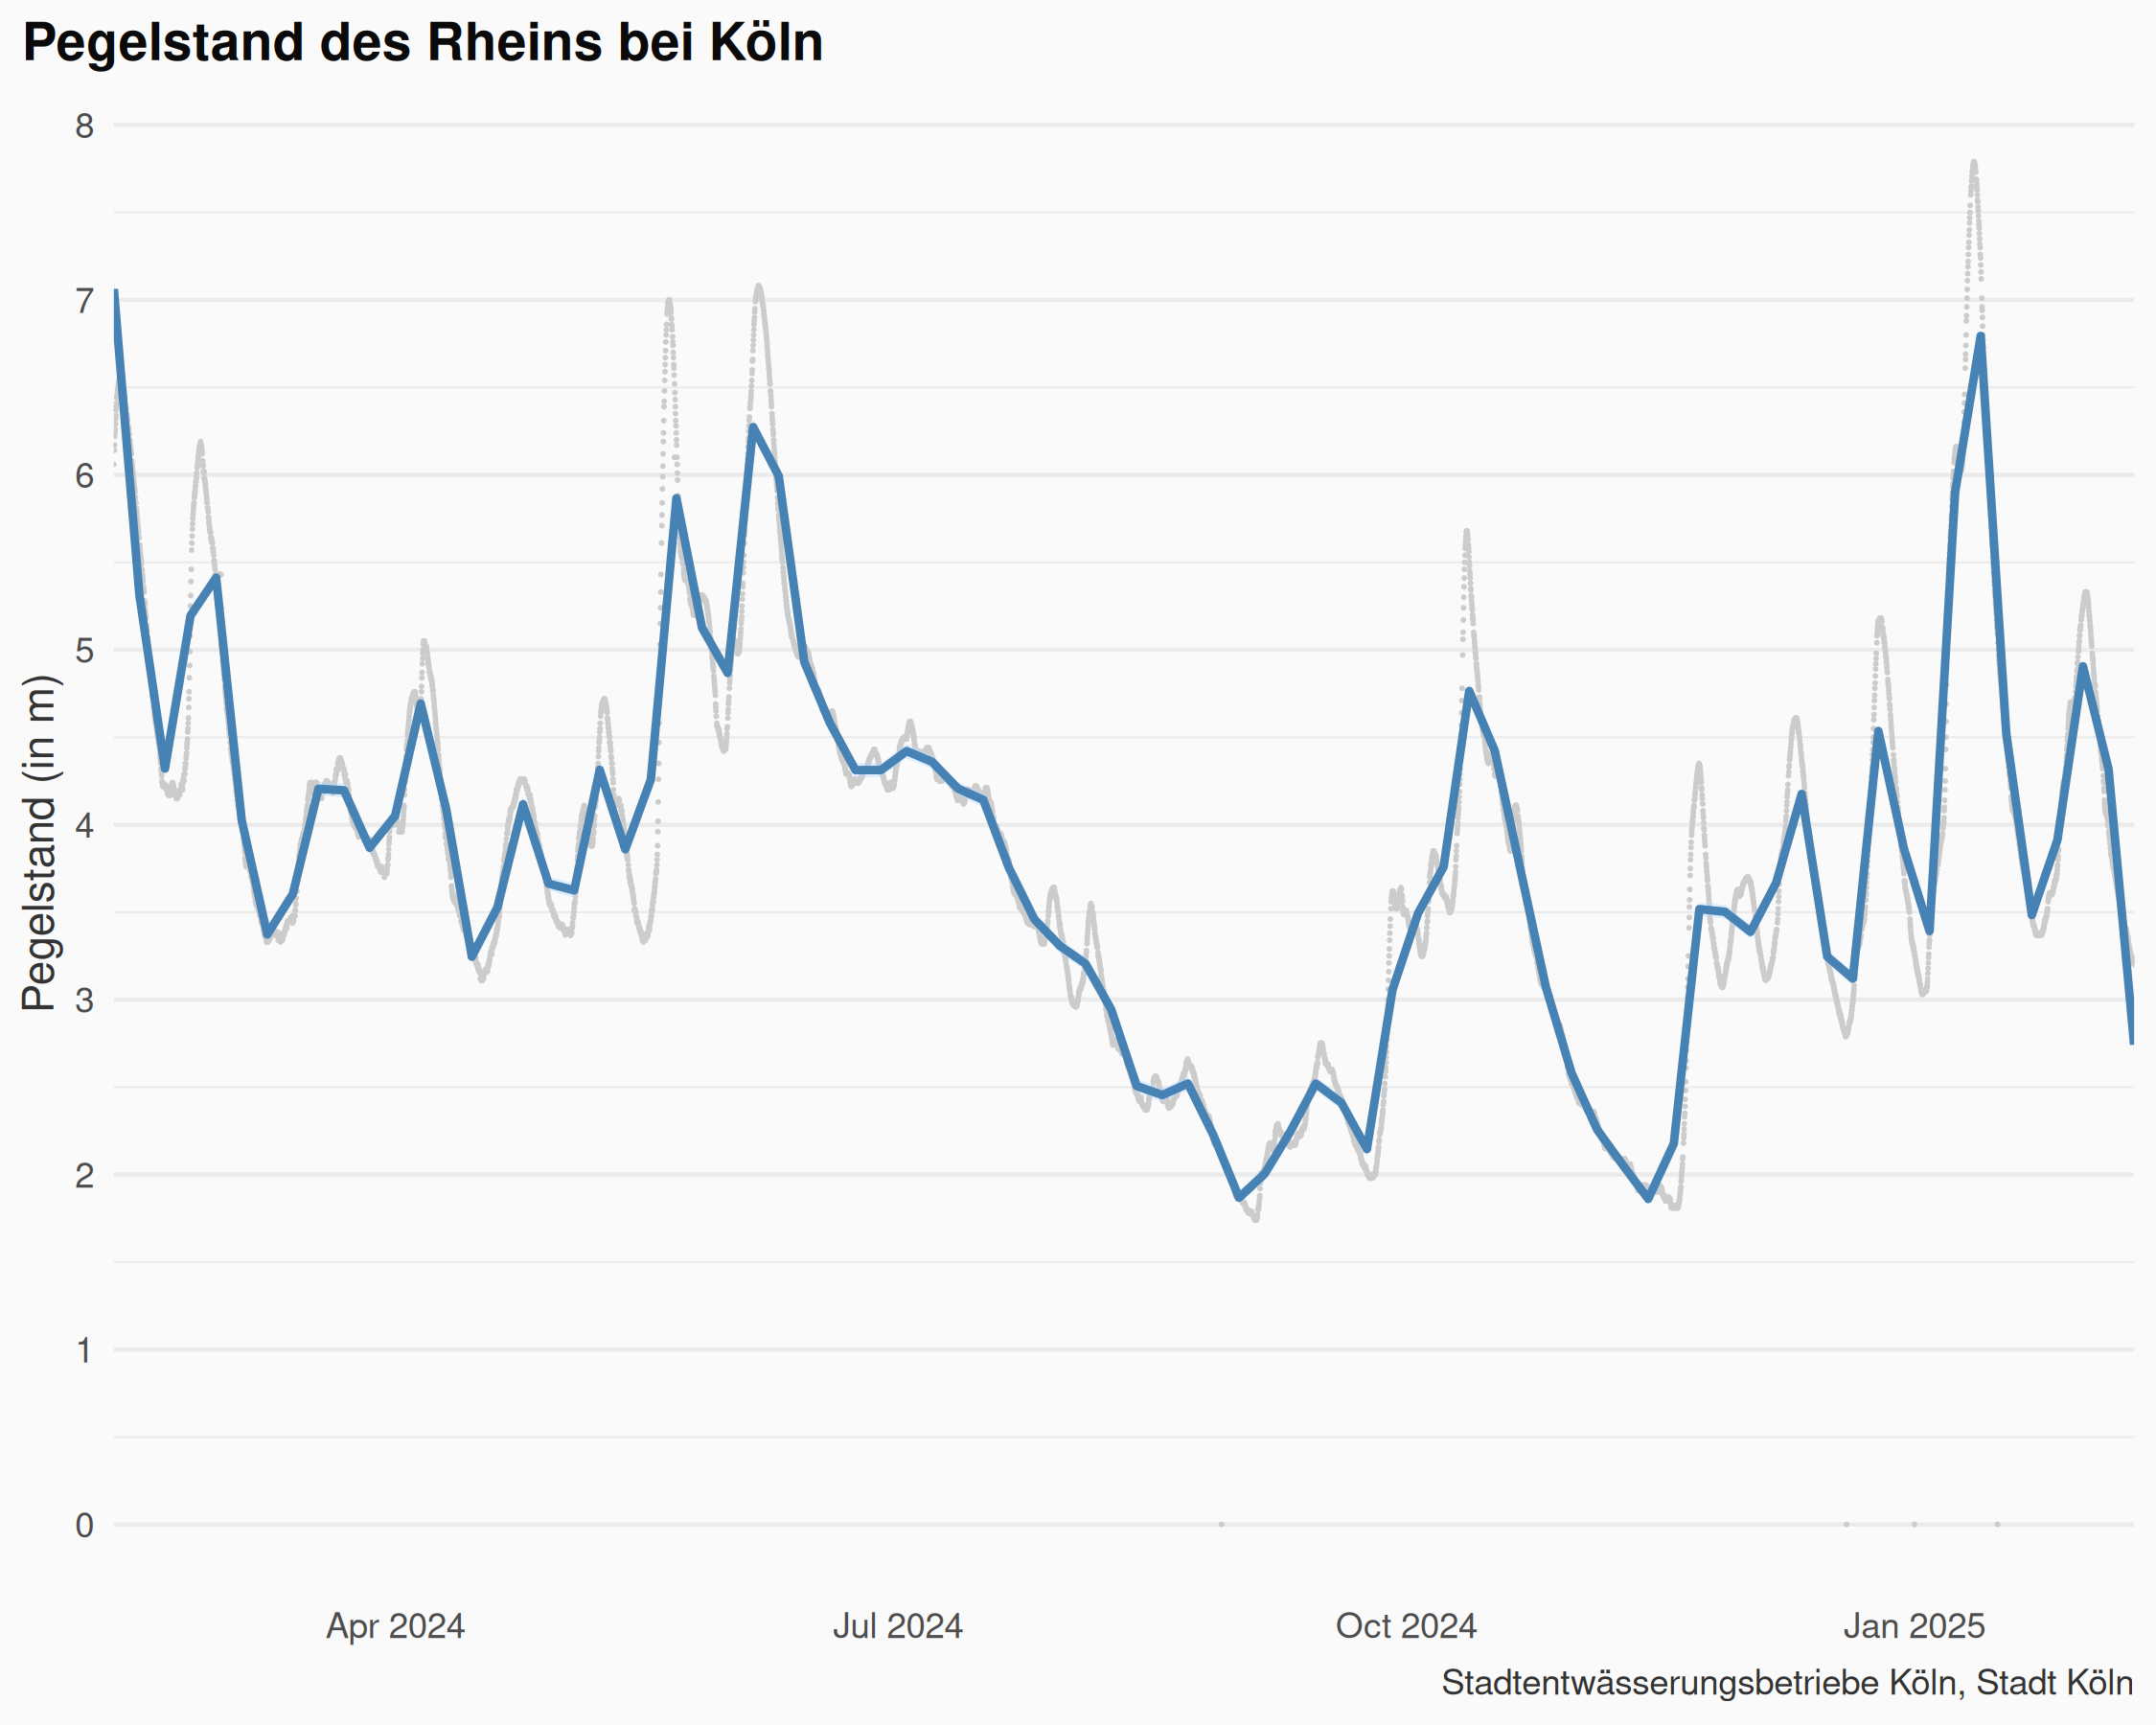 Pegelstand des Rheins bei Köln
Pegelstand (in m)
8
7
6
5
4
3
2
1
0
Apr 2024
Jul 2024
Oct 2024
Jan 2025
Stadtentwässerungsbetriebe Köln, Stadt Köln